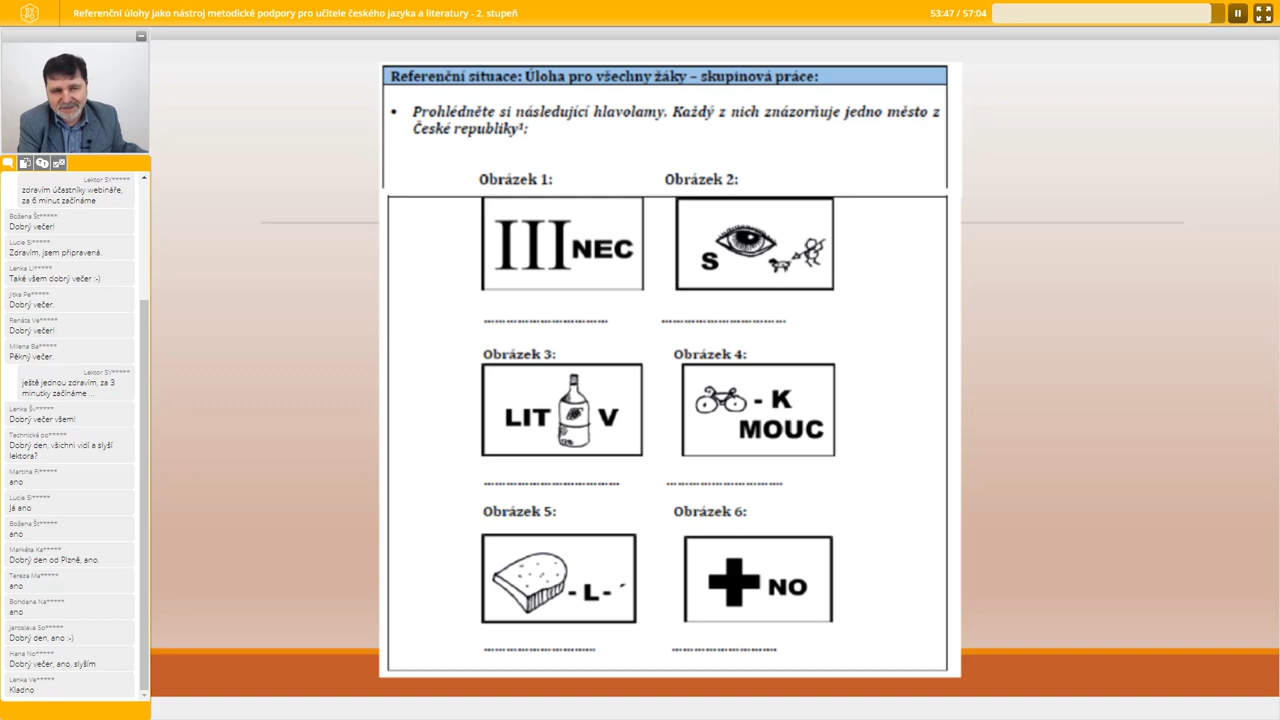 Referenční úlohy jako nástroj metodické podpory pro učitele českého jazyka a literatury - 2. stupeň
53:47 / 57:04
Lektor SY*****
zdravím účastníky webináře,
za 6 minut začínáme
Božena Št*****
Dobrý večer!
Lucie Sl*****
Zdravím, jsem připravená.
Lenka Li*****
Také všem dobrý večer :-)
Jitka Pe*****
Dobrý večer.
Renáta Ve*****
Dobrý večer!
Milena Ba*****
Pěkný večer.
Lektor SY*****
ještě jednou zdravím, za 3
minutky začínáme ...
Lenka Šv*****
Dobrý večer všem!
Technická po*****
Dobrý den, všichni vidí a slyší
lektora?
Martina Fi*****
ano
Lucie Sl*****
Já ano
Božena Št*****
ano
Markéta Ka*****
Dobrý den od Plzně, ano.
Tereza Ma*****
ano
Bohdana Na*****
ano
Jaroslava So*****
Dobrý den, ano :-)
Hana No*****
Dobrý večer, ano, slyším
Lenka Ve*****
Kladno
Referenční situace: Úloha pro všechny žáky – skupinová práce:
• Prohlédněte si následující hlavolamy. Každý z nich znázorňuje jedno město z
České republiky¹:
Obrázek 1: Obrázek 2:
IIINEC
S
Obrázek 3: Obrázek 4:
LIT V
- K
MOUC
Obrázek 5: Obrázek 6:
- L - ´
NO